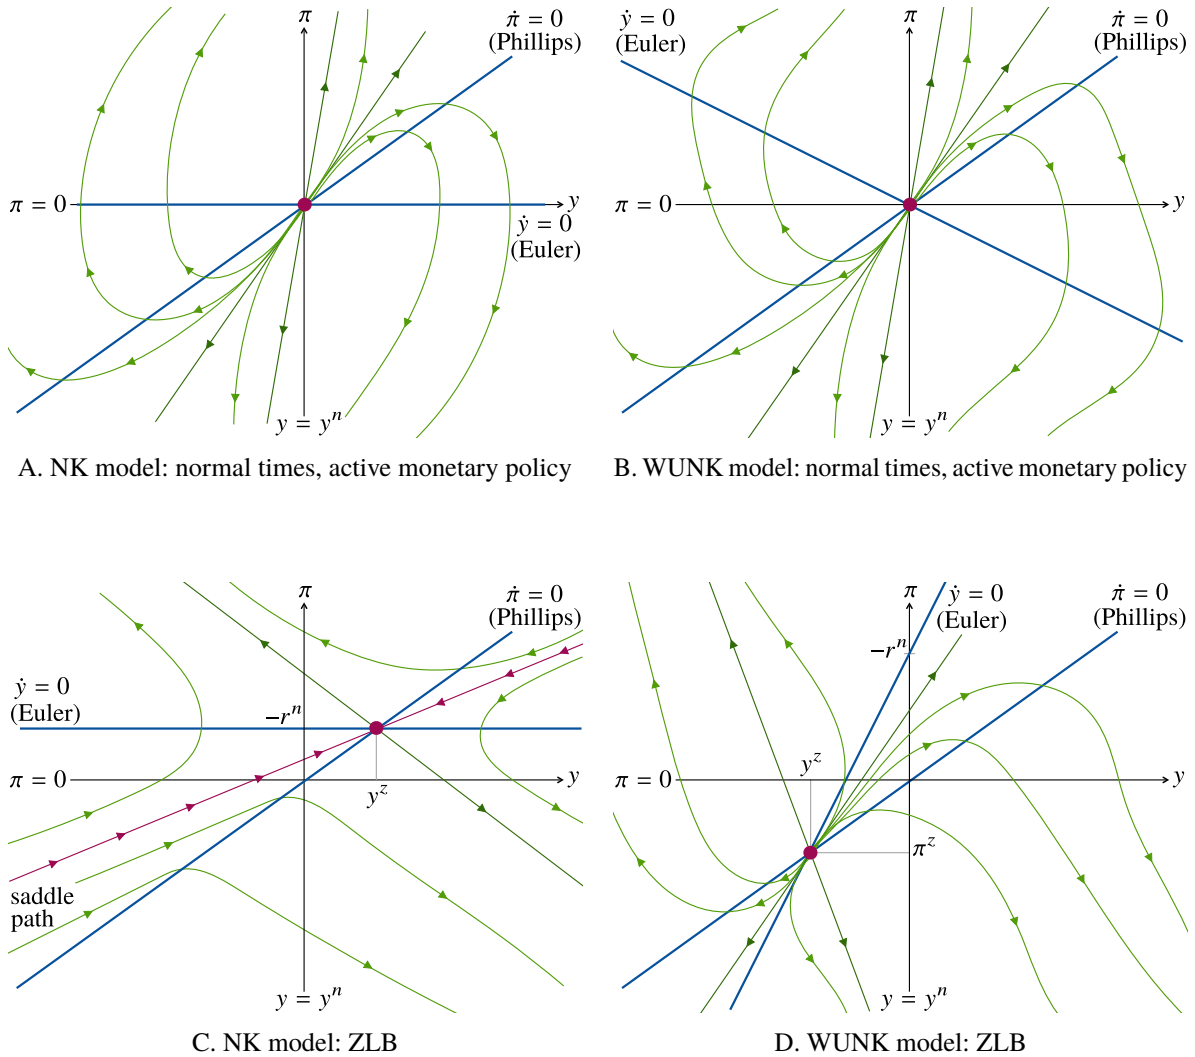 π
π̇ = 0
(Phillips)
π = 0
y
ẏ = 0
(Euler)
y = yⁿ
A. NK model: normal times, active monetary policy
ẏ = 0
(Euler)
π
π̇ = 0
(Phillips)
π = 0
y
y = yⁿ
B. WUNK model: normal times, active monetary policy
π
π̇ = 0
(Phillips)
ẏ = 0
(Euler)
−rⁿ
π = 0
y
yᶻ
saddle
path
y = yⁿ
C. NK model: ZLB
π
ẏ = 0
(Euler)
π̇ = 0
(Phillips)
−rⁿ
yᶻ
π = 0
y
πᶻ
y = yⁿ
D. WUNK model: ZLB